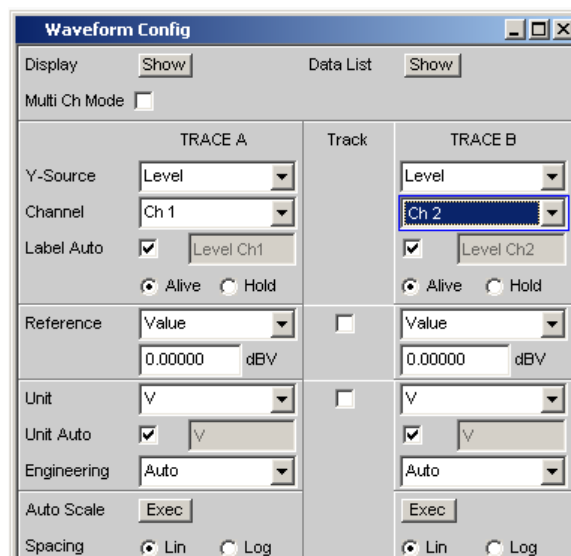 Waveform Config
Display Show Data List Show
Multi Ch Mode
TRACE A Track TRACE B
Y-Source Level Level
Channel Ch 1 Ch 2
Label Auto Level Ch1 Level Ch2
Alive Hold Alive Hold
Reference Value Value
0.00000 dBV 0.00000 dBV
Unit V V
Unit Auto V V
Engineering Auto Auto
Auto Scale Exec Exec
Spacing Lin Log Lin Log